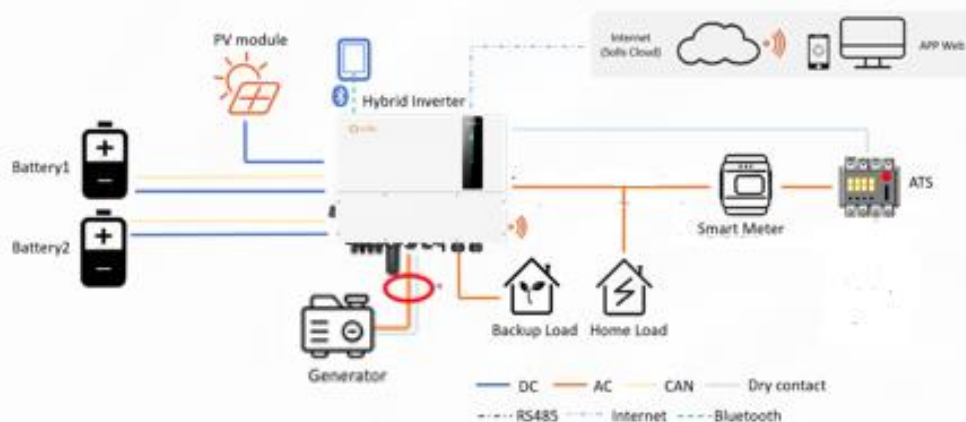 PV module
Internet
(Solis Cloud)
APP Web
Hybrid Inverter
Battery1
ATS
Smart Meter
Battery2
Backup Load
Home Load
Generator
DC
AC
CAN
Dry contact
RS485
Internet
Bluetooth